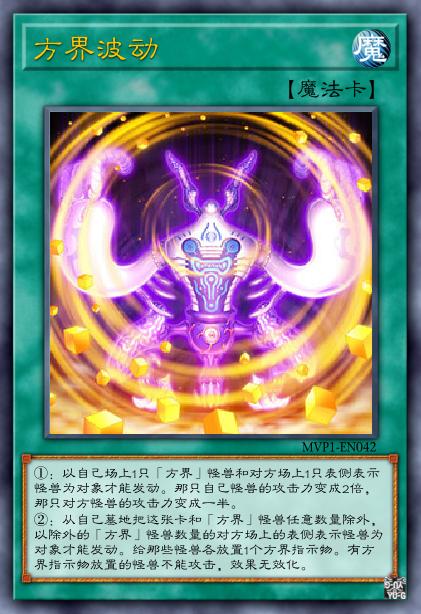 方界波动
魔
【魔法卡】
MVP1-EN042
①：以自己场上1只「方界」怪兽和对方场上1只表侧表示
怪兽为对象才能发动。那只自己怪兽的攻击力变成2倍，
那只对方怪兽的攻击力变成一半。
②：从自己墓地把这张卡和「方界」怪兽任意数量除外，
以除外的「方界」怪兽数量的对方场上的表侧表示怪兽为
对象才能发动。给那些怪兽各放置1个方界指示物。有方
界指示物放置的怪兽不能攻击，效果无效化。